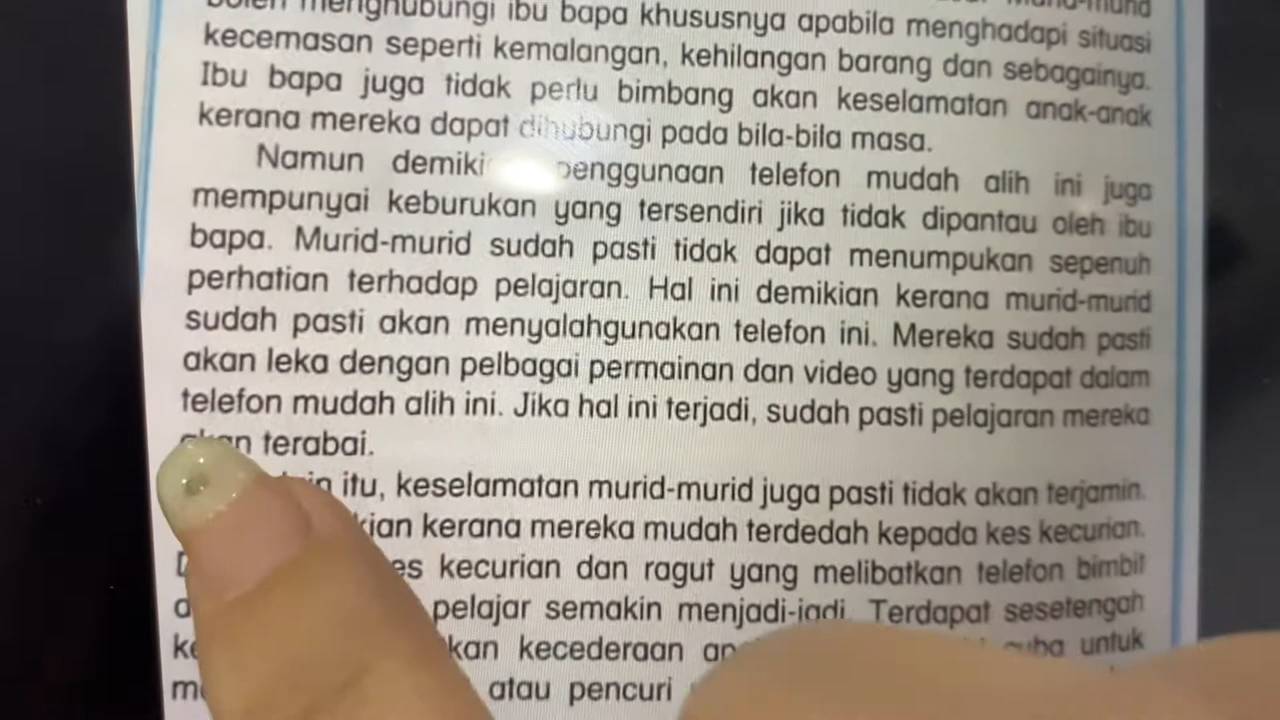 menghubungi ibu bapa khususnya apabila menghadapi situasi
kecemasan seperti kemalangan, kehilangan barang dan sebagainya.
Ibu bapa juga tidak perlu bimbang akan keselamatan anak-anak
kerana mereka dapat dihubungi pada bila-bila masa.
Namun penggunaan telefon mudah alih ini juga
mempunyai keburukan yang tersendiri jika tidak dipantau oleh ibu
bapa. Murid-murid sudah pasti tidak dapat menumpukan sepenuh
perhatian terhadap pelajaran. Hal ini demikian kerana murid-murid
sudah pasti akan menyalahgunakan telefon ini. Mereka sudah pasti
akan leka dengan pelbagai permainan dan video yang terdapat dalam
telefon mudah alih ini. Jika hal ini terjadi, sudah pasti pelajaran mereka
akan terabai.
itu, keselamatan murid-murid juga pasti tidak akan terjamin.
kerana mereka mudah terdedah kepada kes kecurian.
kecurian dan ragut yang melibatkan telefon bimbit
pelajar semakin menjadi-jadi. Terdapat sesetengah
kecederaan untuk
atau pencuri